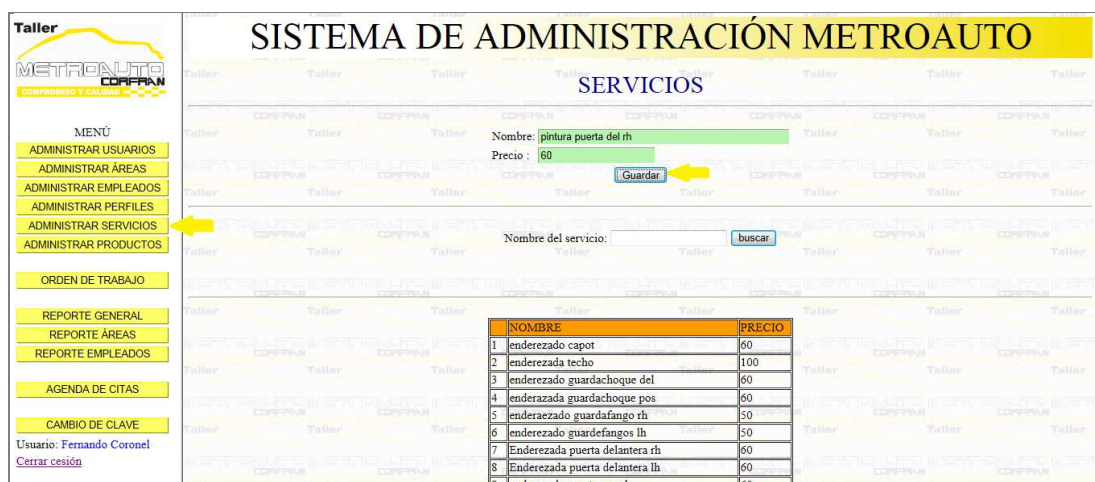 Taller
METROAUTO
CORFRAN
COMPROMISO Y CALIDAD
SISTEMA DE ADMINISTRACIÓN METROAUTO
SERVICIOS
MENÚ
ADMINISTRAR USUARIOS
ADMINISTRAR ÁREAS
ADMINISTRAR EMPLEADOS
ADMINISTRAR PERFILES
ADMINISTRAR SERVICIOS
ADMINISTRAR PRODUCTOS
ORDEN DE TRABAJO
REPORTE GENERAL
REPORTE ÁREAS
REPORTE EMPLEADOS
AGENDA DE CITAS
CAMBIO DE CLAVE
Usuario: Fernando Coronel
Cerrar cesión
Nombre: pintura puerta del rh
Precio : 60
Guardar
Nombre del servicio: buscar
NOMBRE PRECIO
1 enderezado capot 60
2 enderezada techo 100
3 enderezado guardachoque del 60
4 enderazada guardachoque pos 60
5 enderaezado guardafango rh 50
6 enderezado guardefangos lh 50
7 Enderezada puerta delantera rh 60
8 Enderezada puerta delantera lh 60